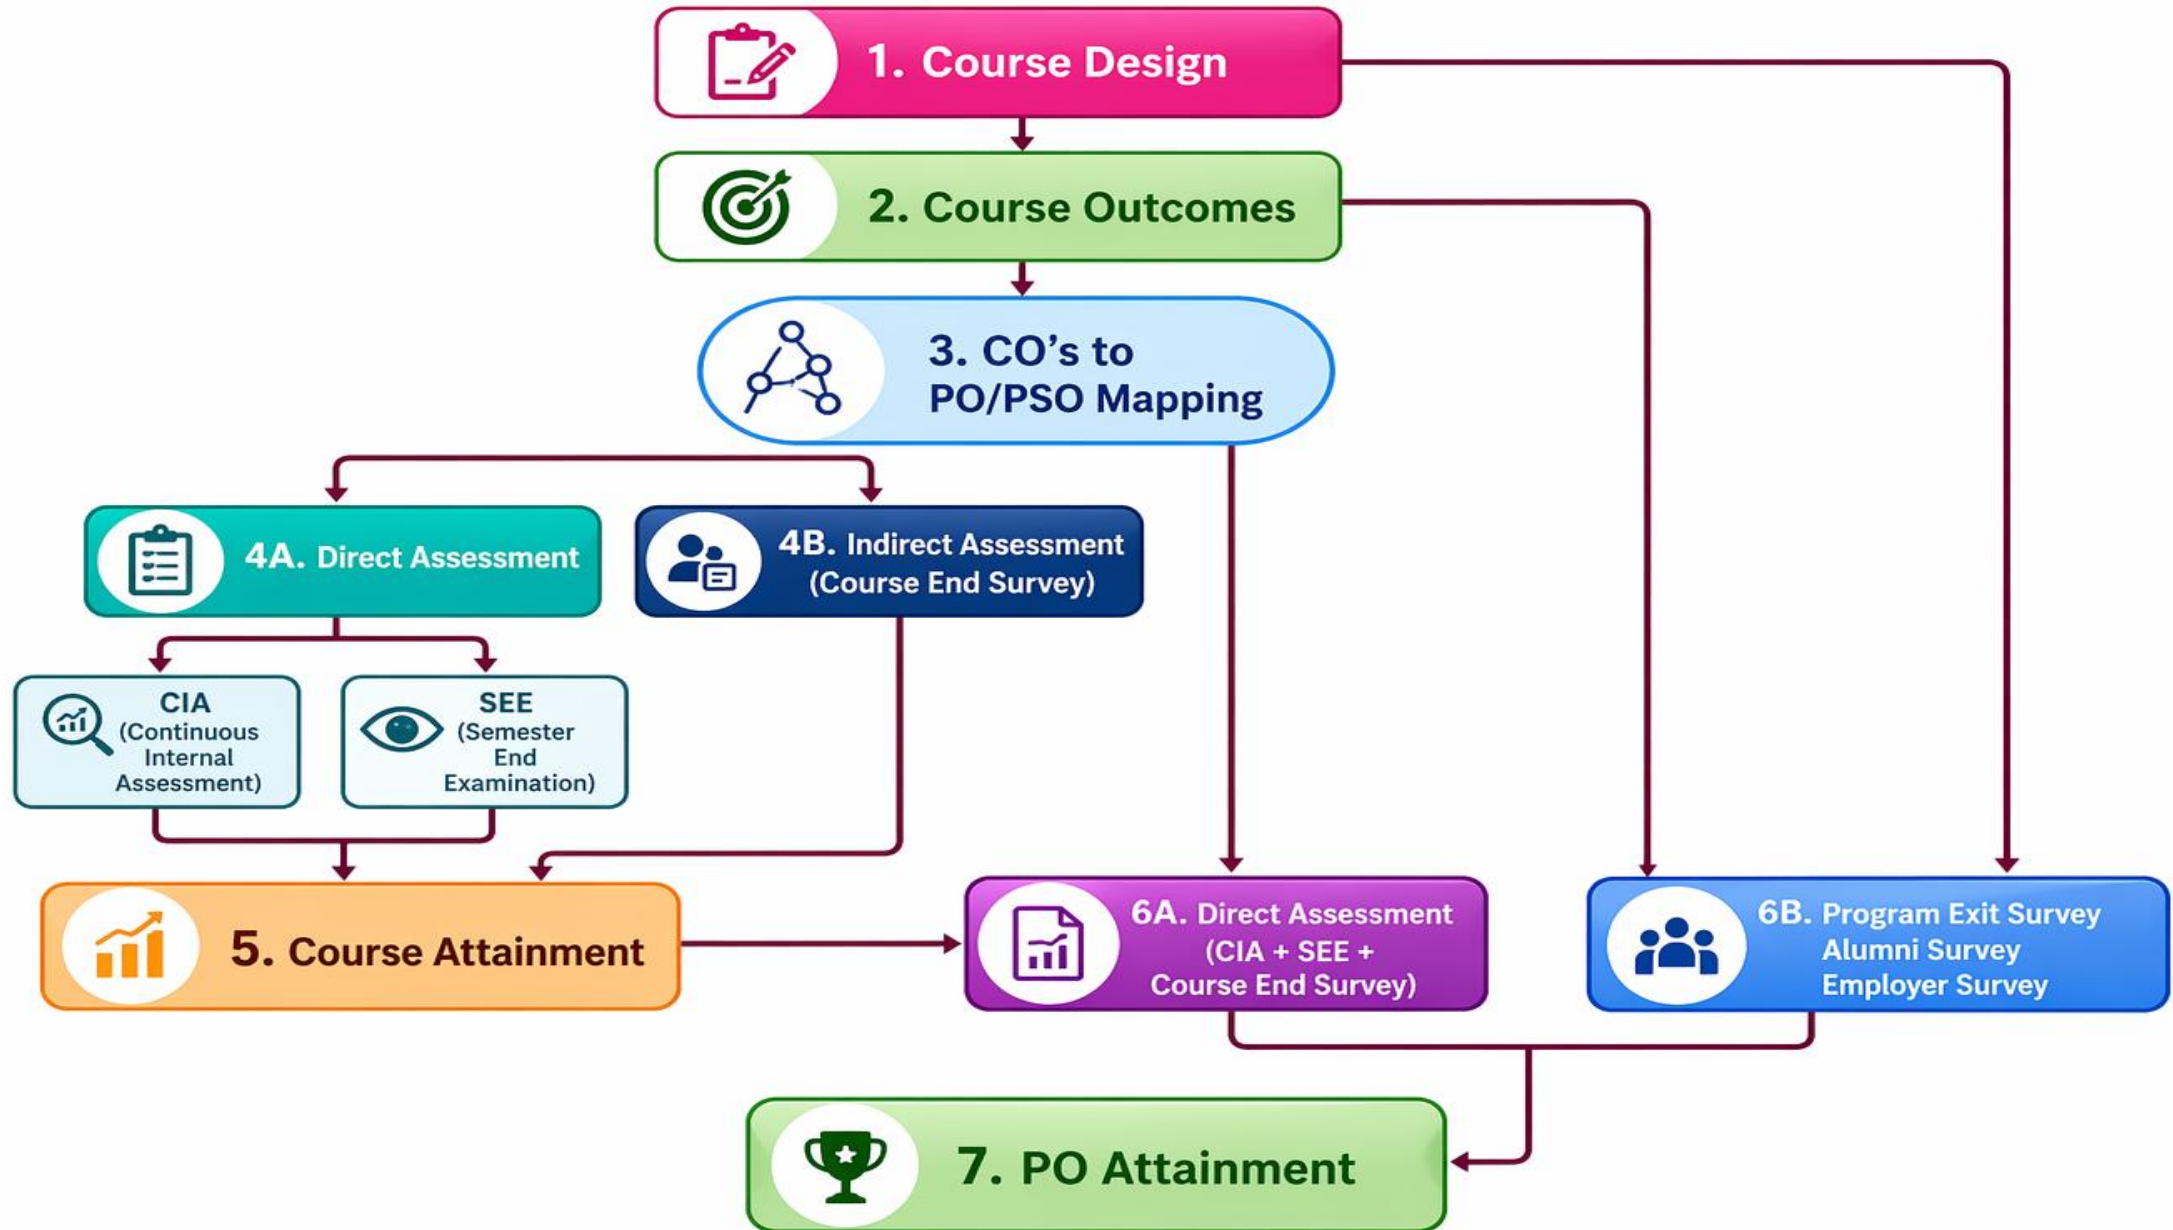 1. Course Design
2. Course Outcomes
3. CO’s to
PO/PSO Mapping
4A. Direct Assessment
4B. Indirect Assessment
(Course End Survey)
CIA
(Continuous
Internal
Assessment)
SEE
(Semester
End
Examination)
5. Course Attainment
6A. Direct Assessment
(CIA + SEE +
Course End Survey)
6B. Program Exit Survey
Alumni Survey
Employer Survey
7. PO Attainment